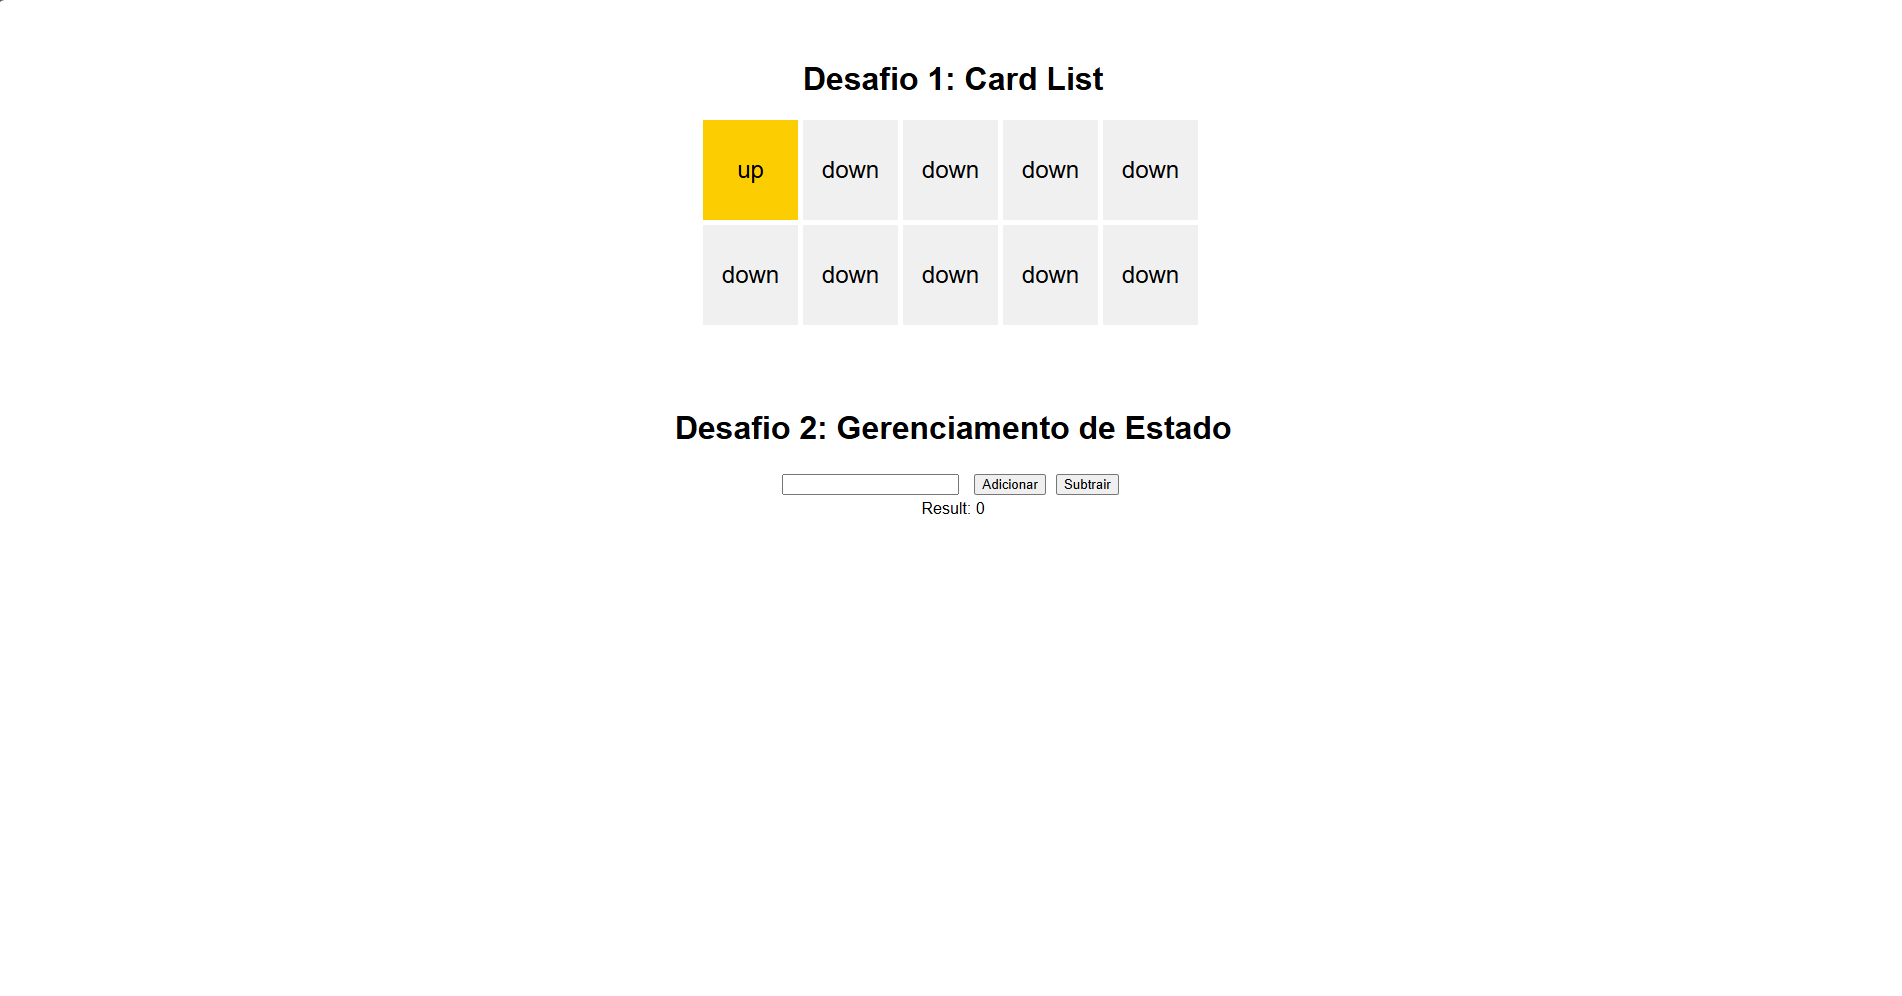 Desafio 1: Card List
up down down down down
down down down down down
Desafio 2: Gerenciamento de Estado
Adicionar Subtrair
Result: 0